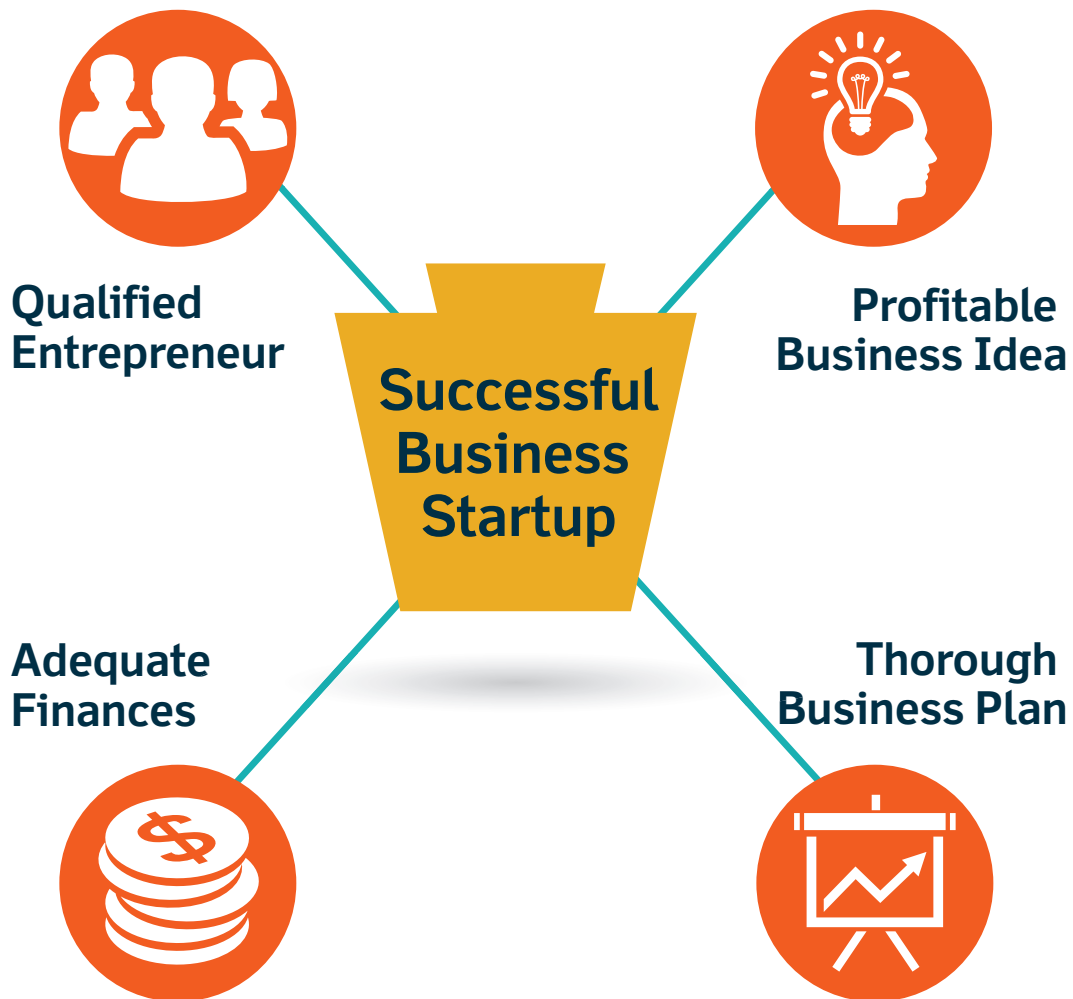 Qualified
Entrepreneur
Profitable
Business Idea
Successful
Business
Startup
Adequate
Finances
Thorough
Business Plan
$